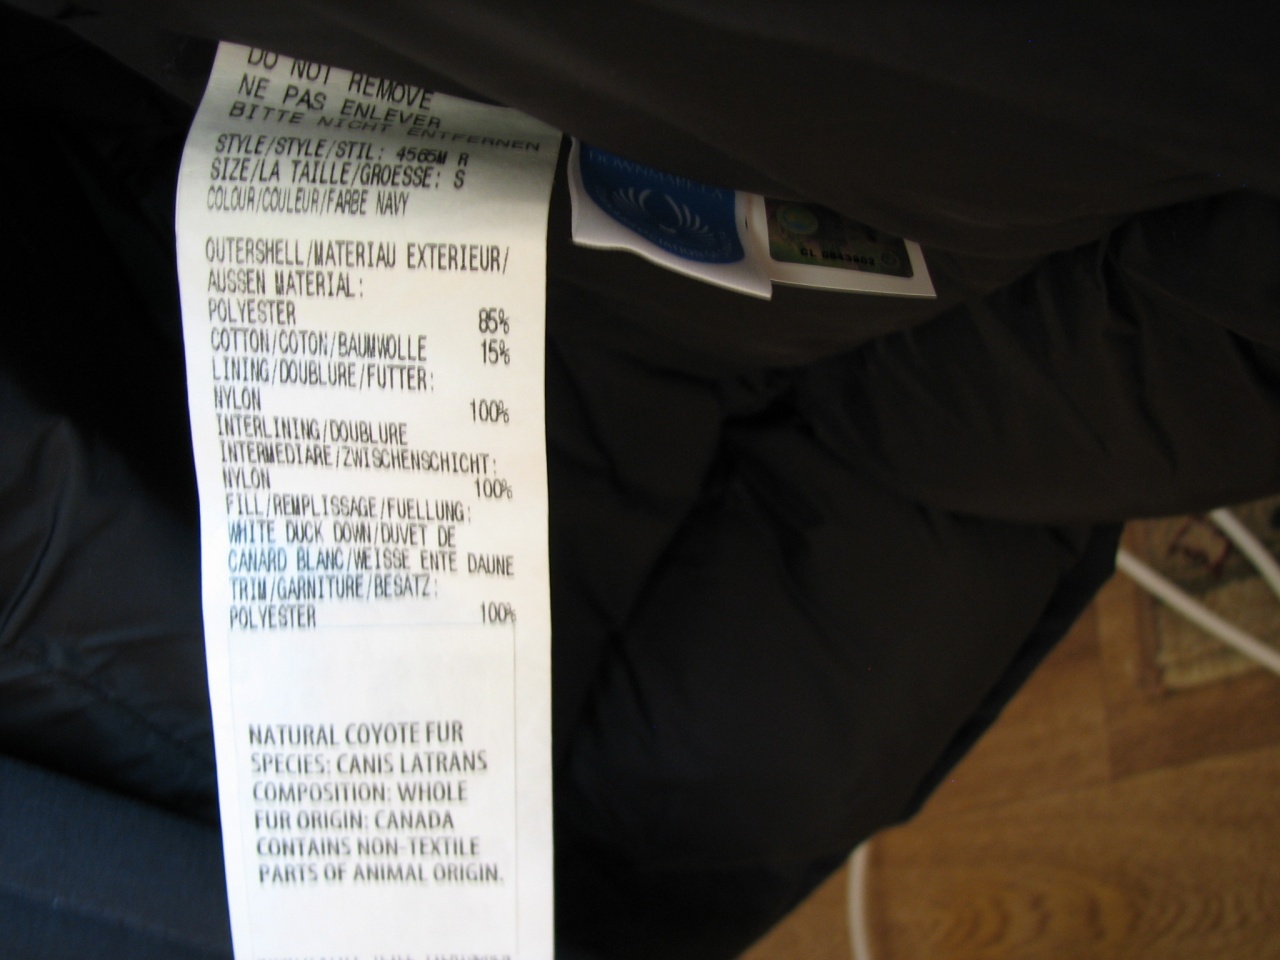 DO NOT REMOVE
NE PAS ENLEVER
BITTE NICHT ENTFERNEN
STYLE/STYLE/STIL: 4565M R
SIZE/LA TAILLE/GROESSE: S
COLOUR/COULEUR/FARBE NAVY
OUTERSHELL/MATERIAU EXTERIEUR/
AUSSEN MATERIAL:
POLYESTER 85%
COTTON/COTON/BAUMWOLLE 15%
LINING/DOUBLURE/FUTTER:
NYLON 100%
INTERLINING/DOUBLURE
INTERMEDIARE/ZWISCHENSCHICHT:
NYLON 100%
FILL/REMPLISSAGE/FUELLUNG:
WHITE DUCK DOWN/DUVET DE
CANARD BLANC/WEISSE ENTE DAUNE
TRIM/GARNITURE/BESATZ:
POLYESTER 100%
NATURAL COYOTE FUR
SPECIES: CANIS LATRANS
COMPOSITION: WHOLE
FUR ORIGIN: CANADA
CONTAINS NON-TEXTILE
PARTS OF ANIMAL ORIGIN.